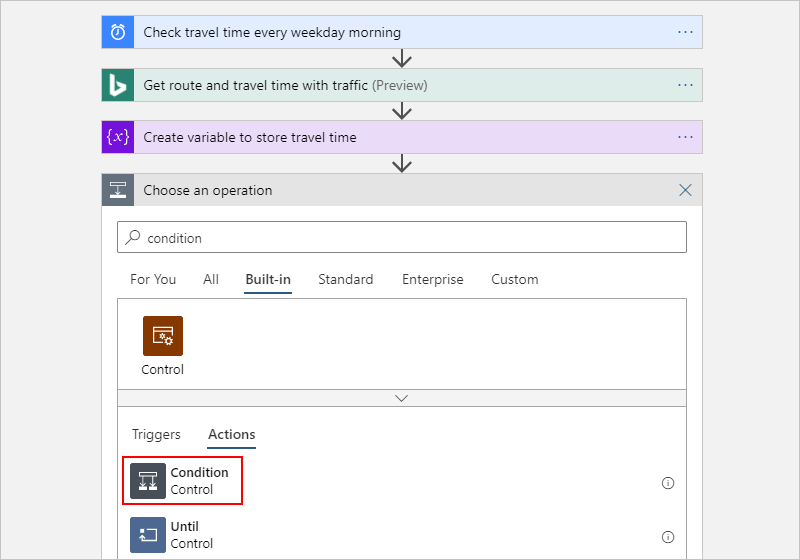 Check travel time every weekday morning
Get route and travel time with traffic (Preview)
{x} Create variable to store travel time
Choose an operation
condition
For You All Built-in Standard Enterprise Custom
Control
Triggers Actions
Condition
Control
Until
Control